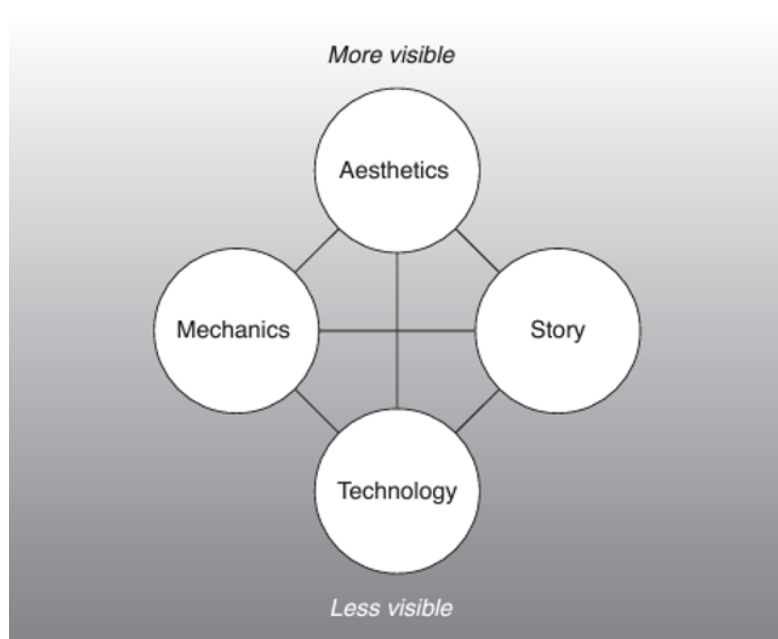 More visible
Aesthetics
Mechanics
Story
Technology
Less visible